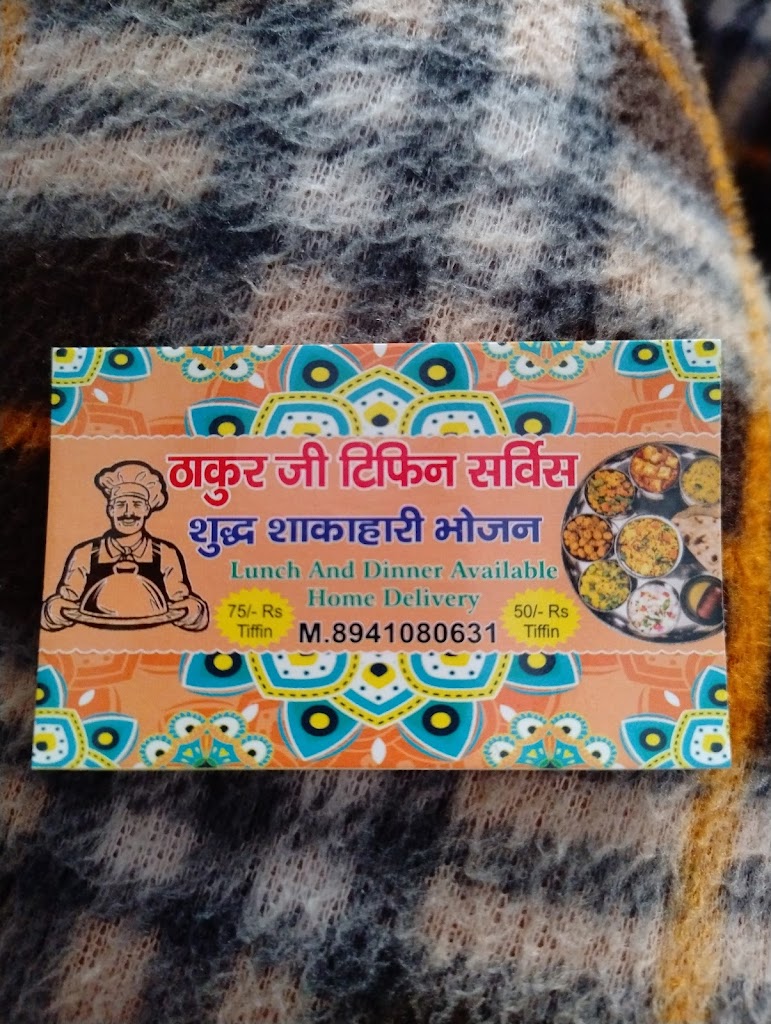 ठाकुर जी टिफिन सर्विस
शुद्ध शाकाहारी भोजन
Lunch And Dinner Available
Home Delivery
75/- Rs
Tiffin
M.8941080631
50/- Rs
Tiffin